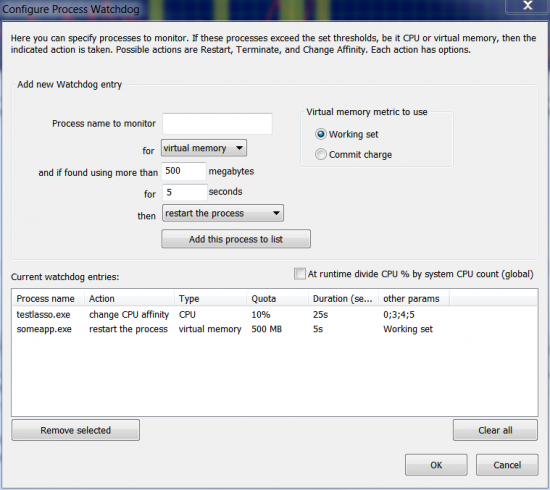 Configure Process Watchdog
X
Here you can specify processes to monitor. If these processes exceed the set thresholds, be it CPU or virtual memory, then the
indicated action is taken. Possible actions are Restart, Terminate, and Change Affinity. Each action has options.
Add new Watchdog entry
Process name to monitor
for virtual memory
and if found using more than 500 megabytes
for 5 seconds
then restart the process
Add this process to list
Virtual memory metric to use
Working set
Commit charge
Current watchdog entries:
At runtime divide CPU % by system CPU count (global)
Process name Action Type Quota Duration (se... other params
testlasso.exe change CPU affinity CPU 10% 25s 0;3;4;5
someapp.exe restart the process virtual memory 500 MB 5s Working set
Remove selected
Clear all
OK
Cancel